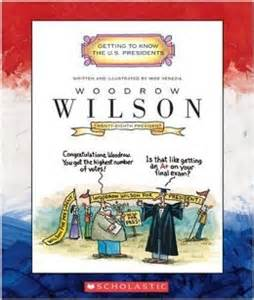 GETTING TO KNOW
THE U.S. PRESIDENTS
WRITTEN AND ILLUSTRATED BY MIKE VENEZIA
WOODROW
WILSON
TWENTY-EIGHTH PRESIDENT
Congratulations, Woodrow.
You got the highest number
of votes!
Is that like getting
an A+ on your
final exam?
WOODROW WILSON FOR PRESIDENT!
SCHOLASTIC